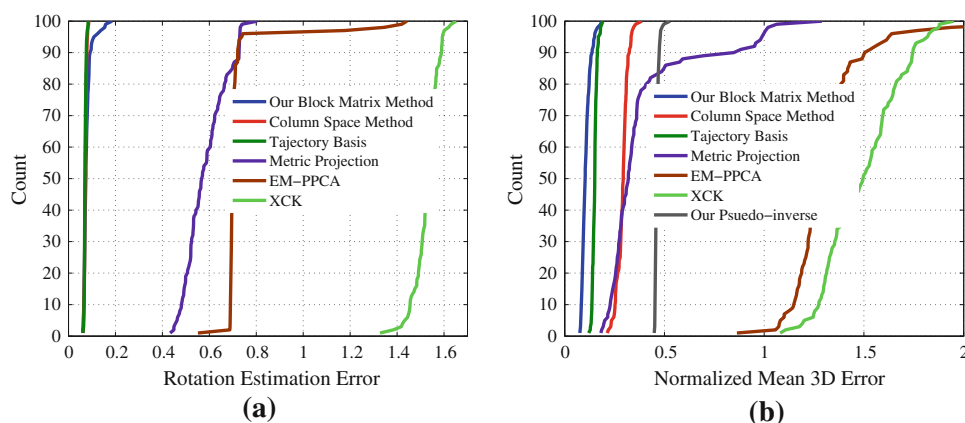 100
90
80
70
60
50
40
30
20
10
0
Count
Our Block Matrix Method
Column Space Method
Tajectory Basis
Metric Projection
EM−PPCA
XCK
0 0.2 0.4 0.6 0.8 1 1.2 1.4 1.6
Rotation Estimation Error
(a)
100
90
80
70
60
50
40
30
20
10
0
Count
Our Block Matrix Method
Column Space Method
Tajectory Basis
Metric Projection
EM−PPCA
XCK
Our Psuedo−inverse
0 0.5 1 1.5 2
Normalized Mean 3D Error
(b)